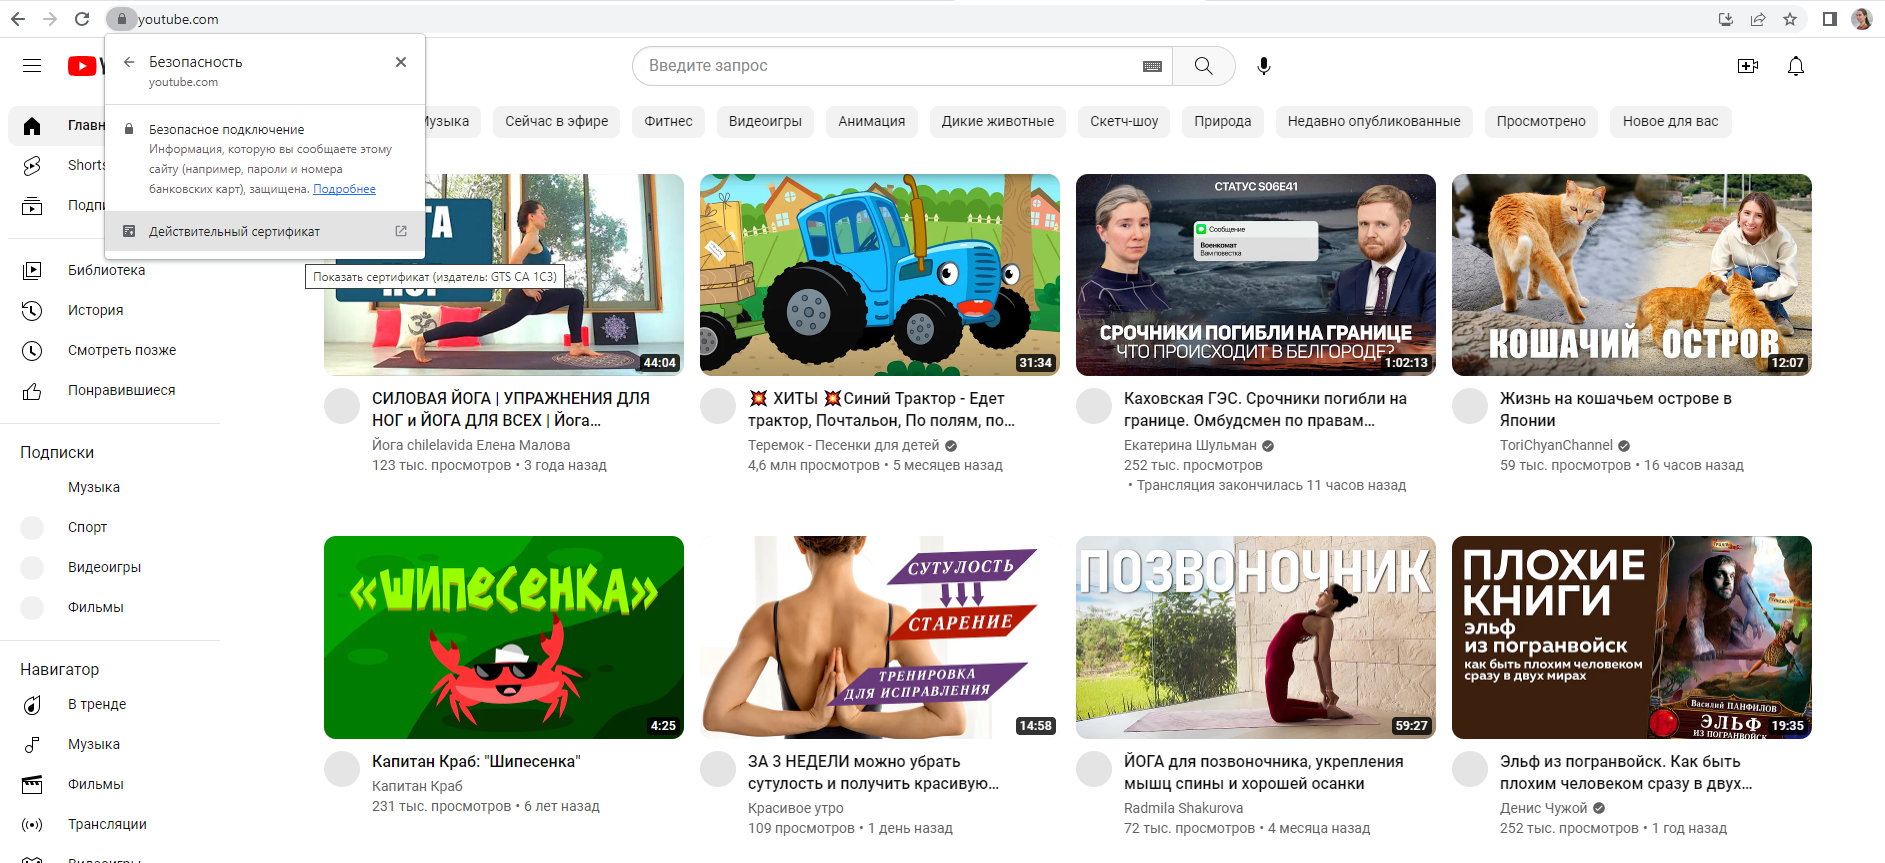 youtube.com
Безопасность
youtube.com
Введите запрос
Безопасное подключение
Информация, которую вы сообщаете этому
сайту (например, пароли и номера
банковских карт), защищена. Подробнее
Действительный сертификат
Показать сертификат (издатель: GTS CA 1C3)
Сейчас в эфире
Фитнес
Видеоигры
Анимация
Дикие животные
Скетч-шоу
Природа
Недавно опубликованные
Просмотрено
Новое для вас
Shorts
Библиотека
История
Смотреть позже
Понравившиеся
Подписки
Музыка
Спорт
Видеоигры
Фильмы
Навигатор
В тренде
Музыка
Фильмы
Трансляции
Видеоигры
44:04
СИЛОВАЯ ЙОГА | УПРАЖНЕНИЯ ДЛЯ
НОГ и ЙОГА ДЛЯ ВСЕХ | Йога...
Йога chilelavida Елена Малова
123 тыс. просмотров • 3 года назад
31:34
💥 ХИТЫ 💥Синий Трактор - Едет
трактор, Почтальон, По полям, по...
Теремок - Песенки для детей
4,6 млн просмотров • 5 месяцев назад
СТАТУС S06E41
Сообщение
Военкомат
Вам повестка
СРОЧНИКИ ПОГИБЛИ НА ГРАНИЦЕ
ЧТО ПРОИСХОДИТ В БЕЛГОРОДЕ?
1:02:13
Каховская ГЭС. Срочники погибли на
границе. Омбудсмен по правам...
Екатерина Шульман
252 тыс. просмотров
• Трансляция закончилась 11 часов назад
КОШАЧИЙ ОСТРОВ
12:07
Жизнь на кошачьем острове в
Японии
ToriChyanChannel
59 тыс. просмотров • 16 часов назад
«ШИПЕСЕНКА»
4:25
Капитан Краб: "Шипесенка"
Капитан Краб
231 тыс. просмотров • 6 лет назад
СУТУЛОСТЬ
СТАРЕНИЕ
ТРЕНИРОВКА
ДЛЯ ИСПРАВЛЕНИЯ
14:58
ЗА 3 НЕДЕЛИ можно убрать
сутулость и получить красивую...
Красивое утро
109 просмотров • 1 день назад
ПОЗВОНОЧНИК
59:27
ЙОГА для позвоночника, укрепления
мышц спины и хорошей осанки
Radmila Shakurova
72 тыс. просмотров • 4 месяца назад
ПЛОХИЕ
КНИГИ
эльф
из погранвойск
как быть плохим человеком
сразу в двух мирах
Василий ПАНФИЛОВ
ЭЛЬФ
ИЗ ПОГРАНВОЙСК
19:35
Эльф из погранвойск. Как быть
плохим человеком сразу в двух...
Денис Чужой
252 тыс. просмотров • 1 год назад